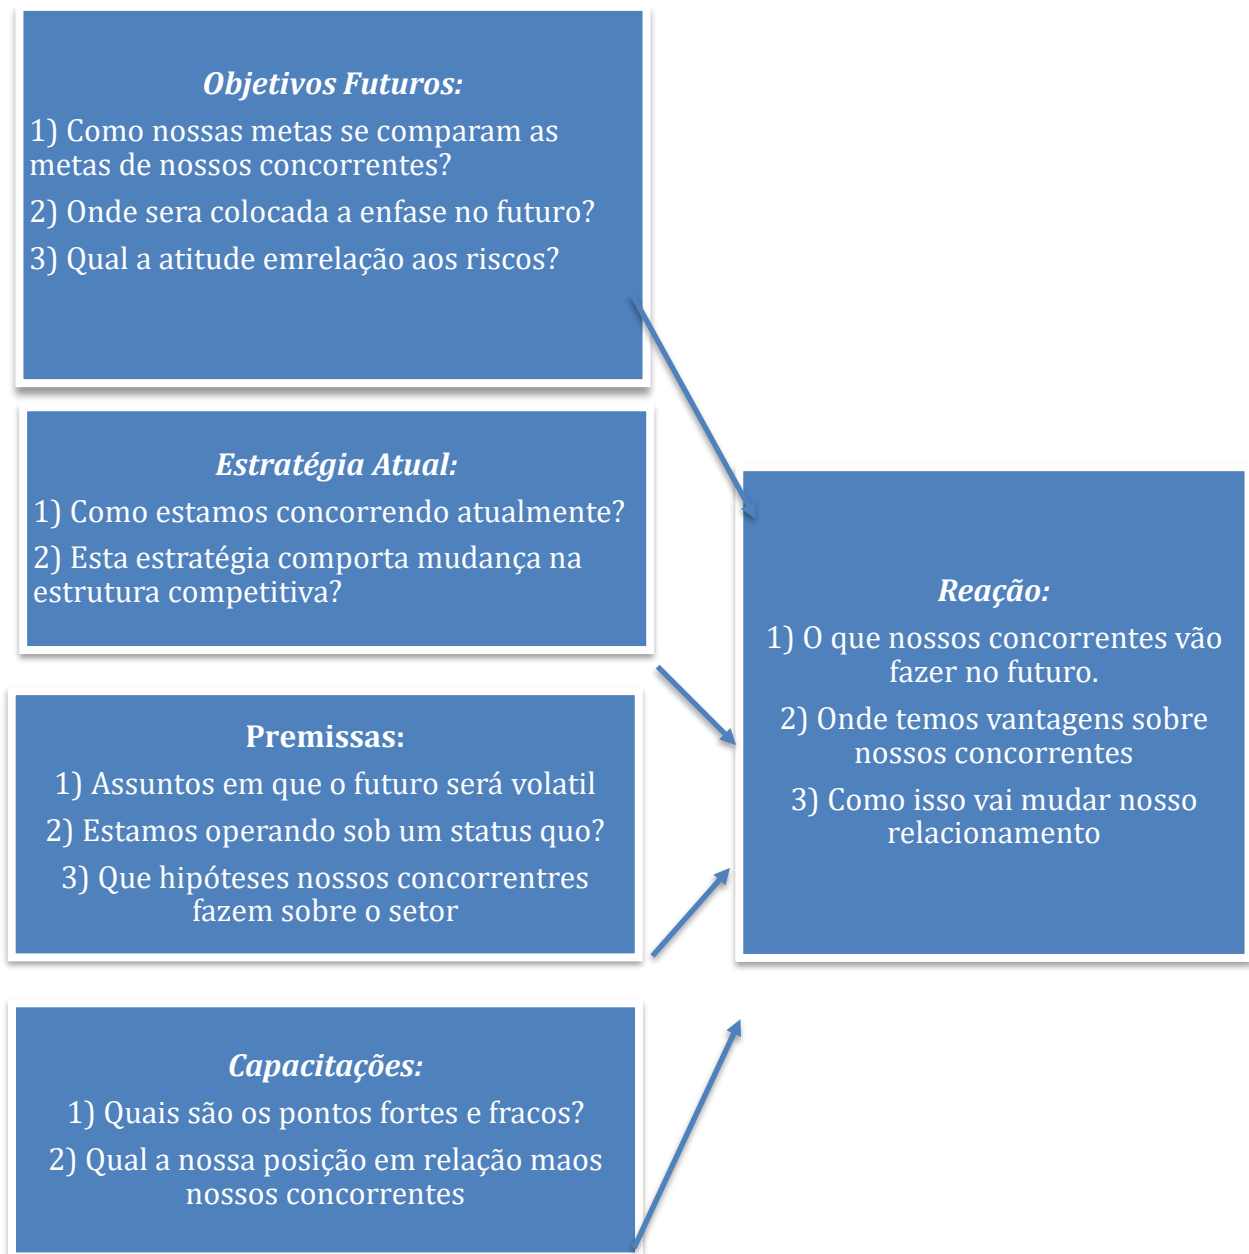 Objetivos Futuros:
1) Como nossas metas se comparam as
metas de nossos concorrentes?
2) Onde sera colocada a enfase no futuro?
3) Qual a atitude emrelação aos riscos?
Estratégia Atual:
1) Como estamos concorrendo atualmente?
2) Esta estratégia comporta mudança na
estrutura competitiva?
Premissas:
1) Assuntos em que o futuro será volatil
2) Estamos operando sob um status quo?
3) Que hipóteses nossos concorrentres
fazem sobre o setor
Capacitações:
1) Quais são os pontos fortes e fracos?
2) Qual a nossa posição em relação maos
nossos concorrentes
Reação:
1) O que nossos concorrentes vão
fazer no futuro.
2) Onde temos vantagens sobre
nossos concorrentes
3) Como isso vai mudar nosso
relacionamento